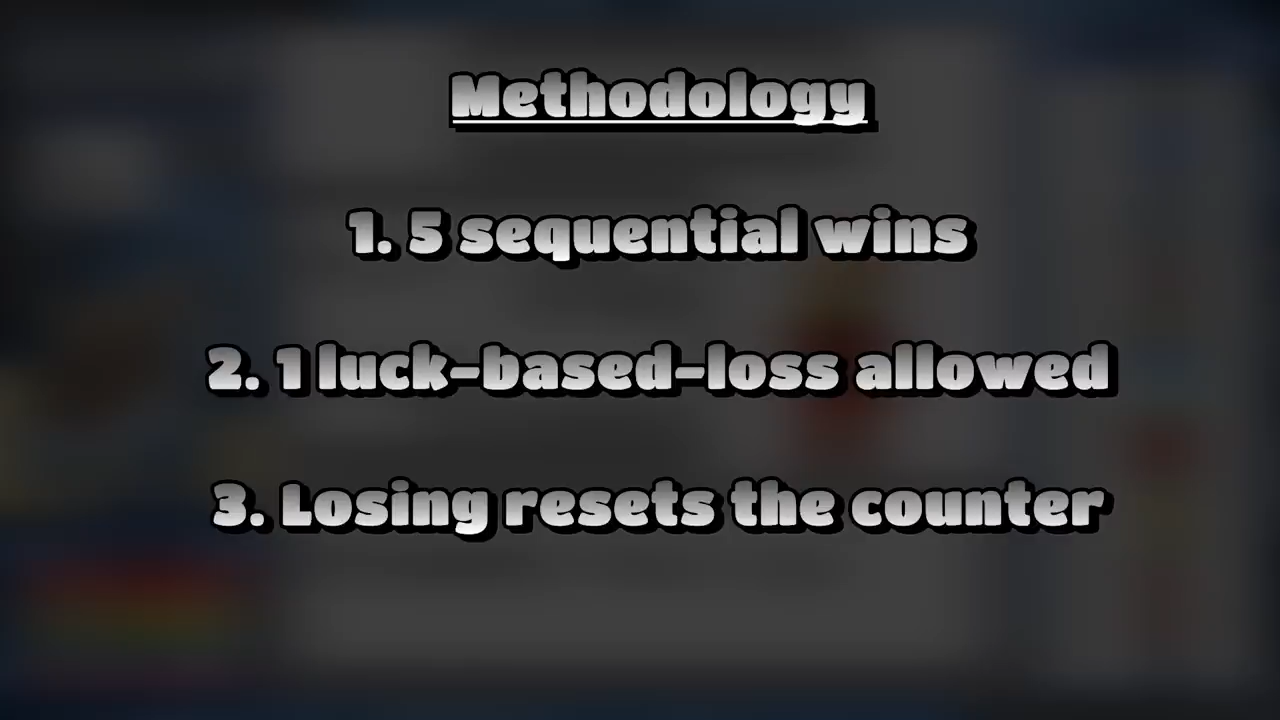 Methodology
1. 5 sequential wins
2. 1 luck-based-loss allowed
3. Losing resets the counter